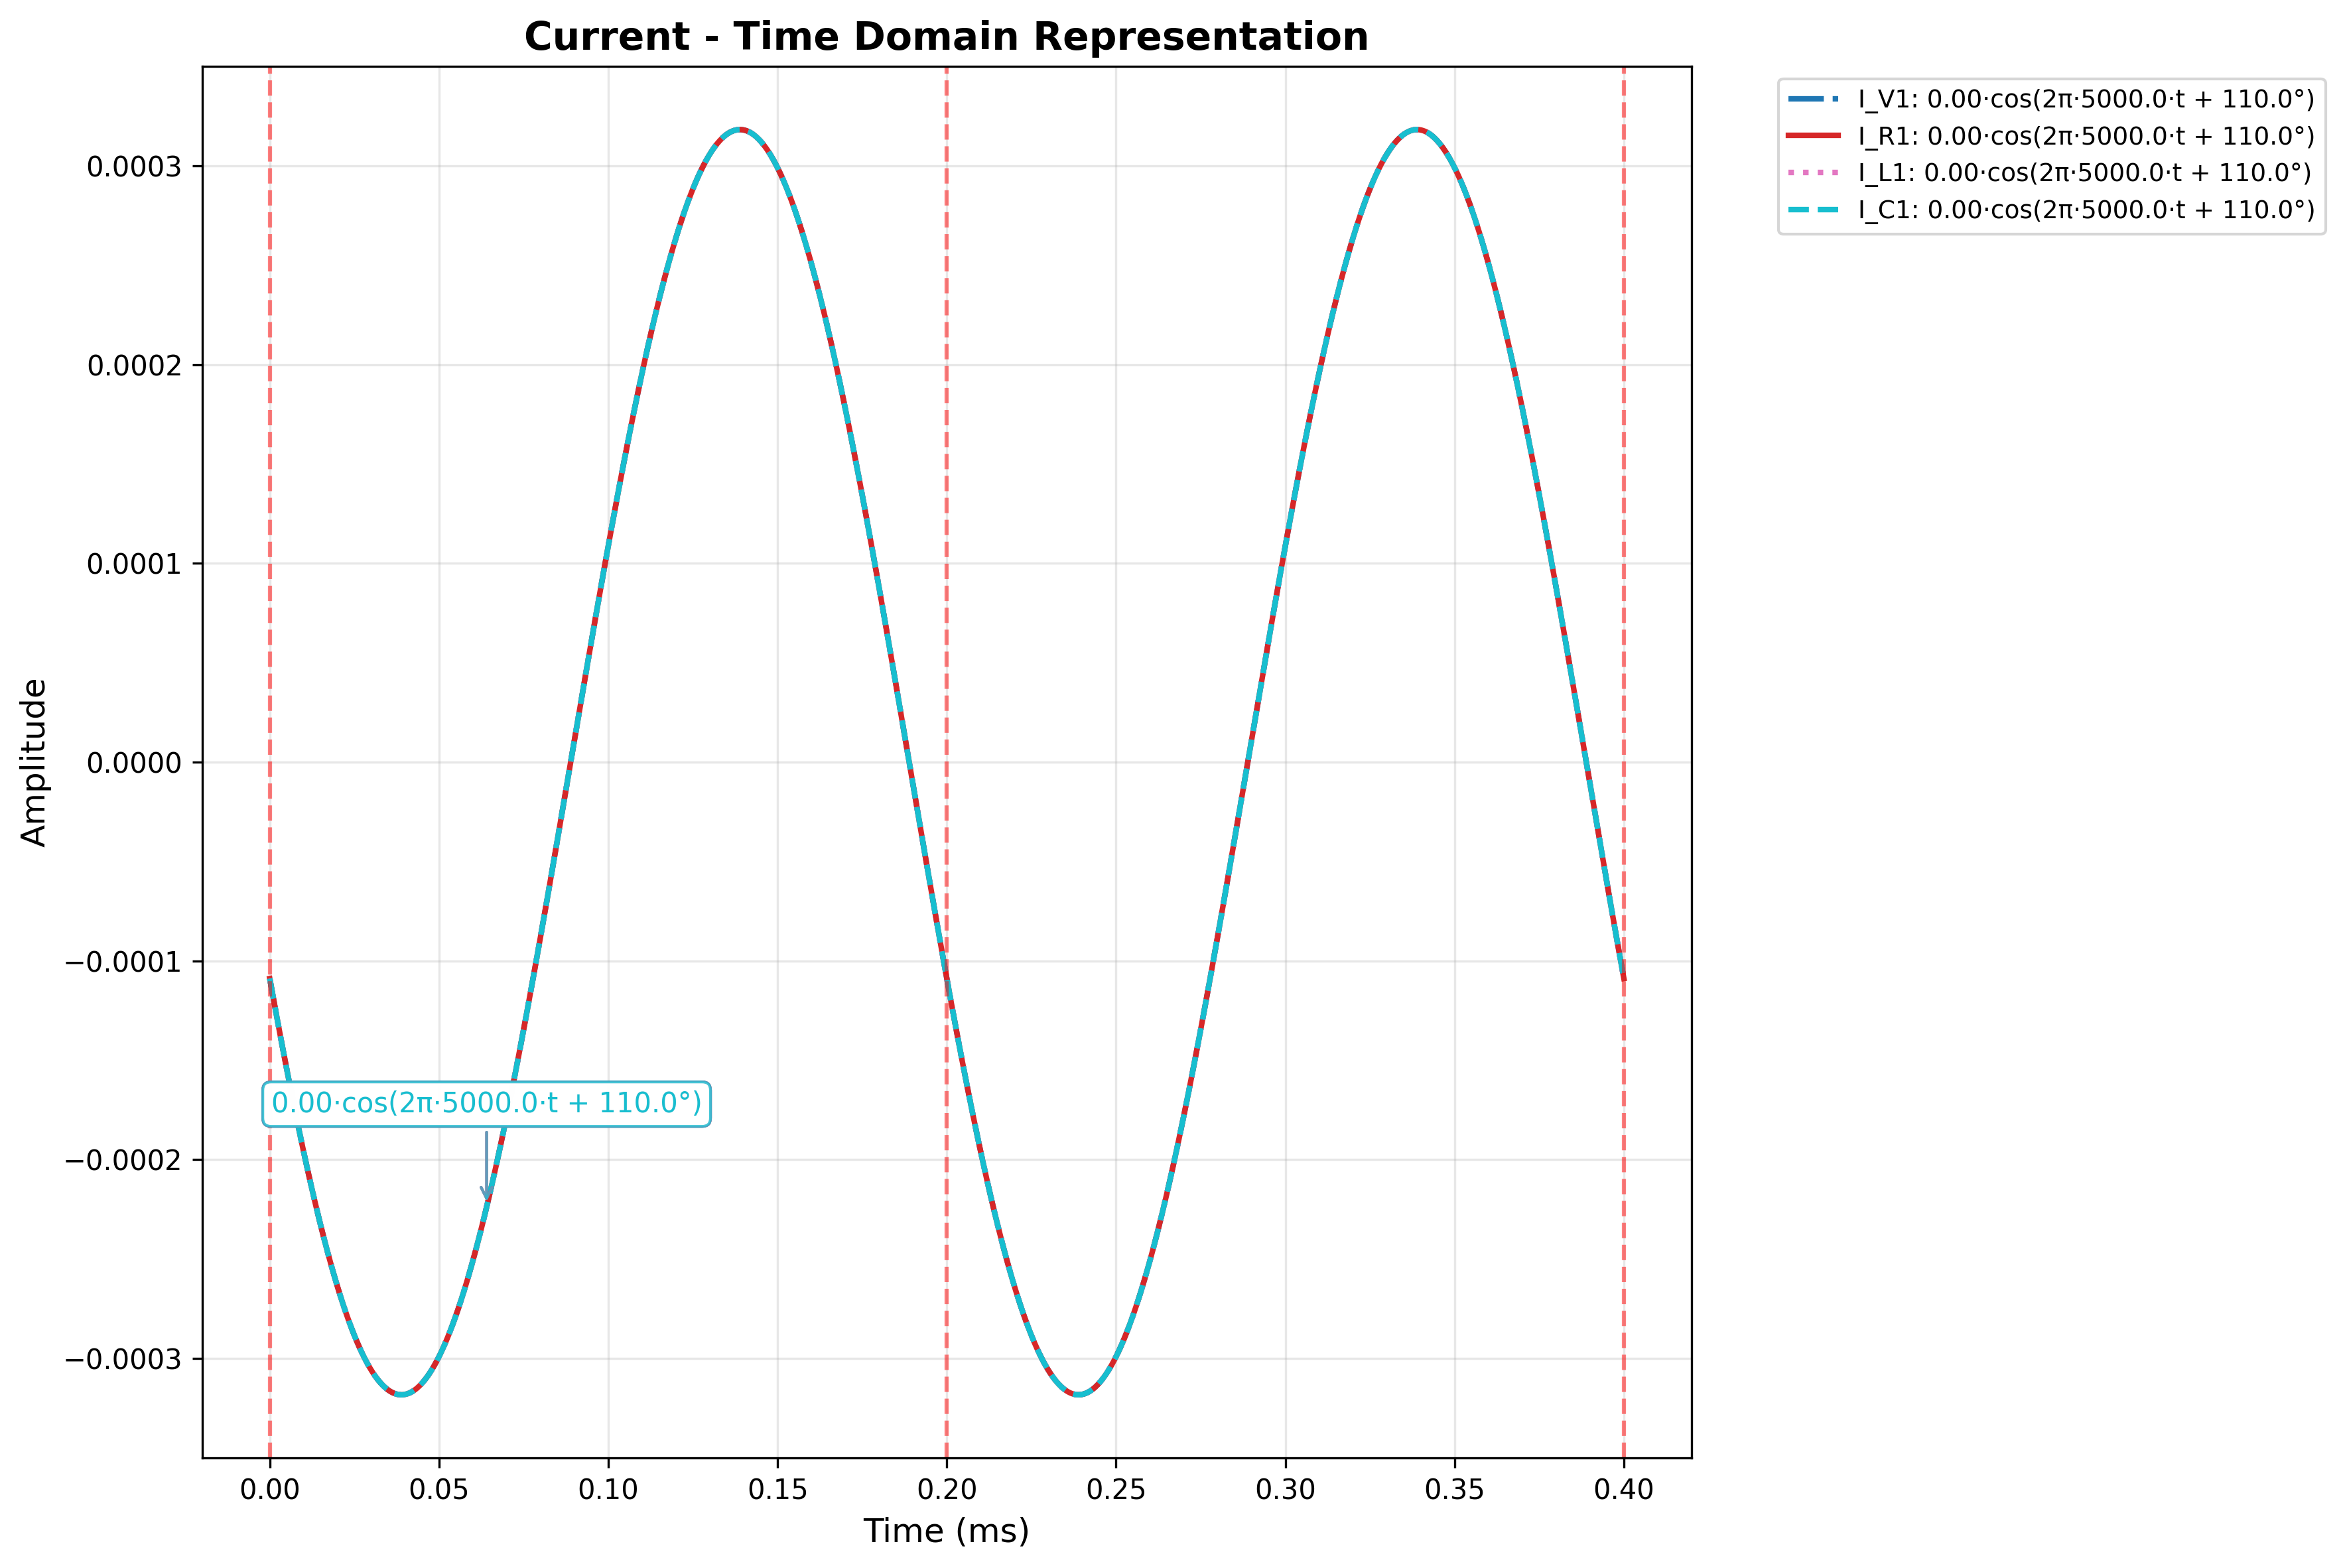 Current - Time Domain Representation
I_V1: 0.00·cos(2π·5000.0·t + 110.0°)
I_R1: 0.00·cos(2π·5000.0·t + 110.0°)
I_L1: 0.00·cos(2π·5000.0·t + 110.0°)
I_C1: 0.00·cos(2π·5000.0·t + 110.0°)
Amplitude
0.0003
0.0002
0.0001
0.0000
−0.0001
−0.0002
−0.0003
0.00·cos(2π·5000.0·t + 110.0°)
0.00 0.05 0.10 0.15 0.20 0.25 0.30 0.35 0.40
Time (ms)